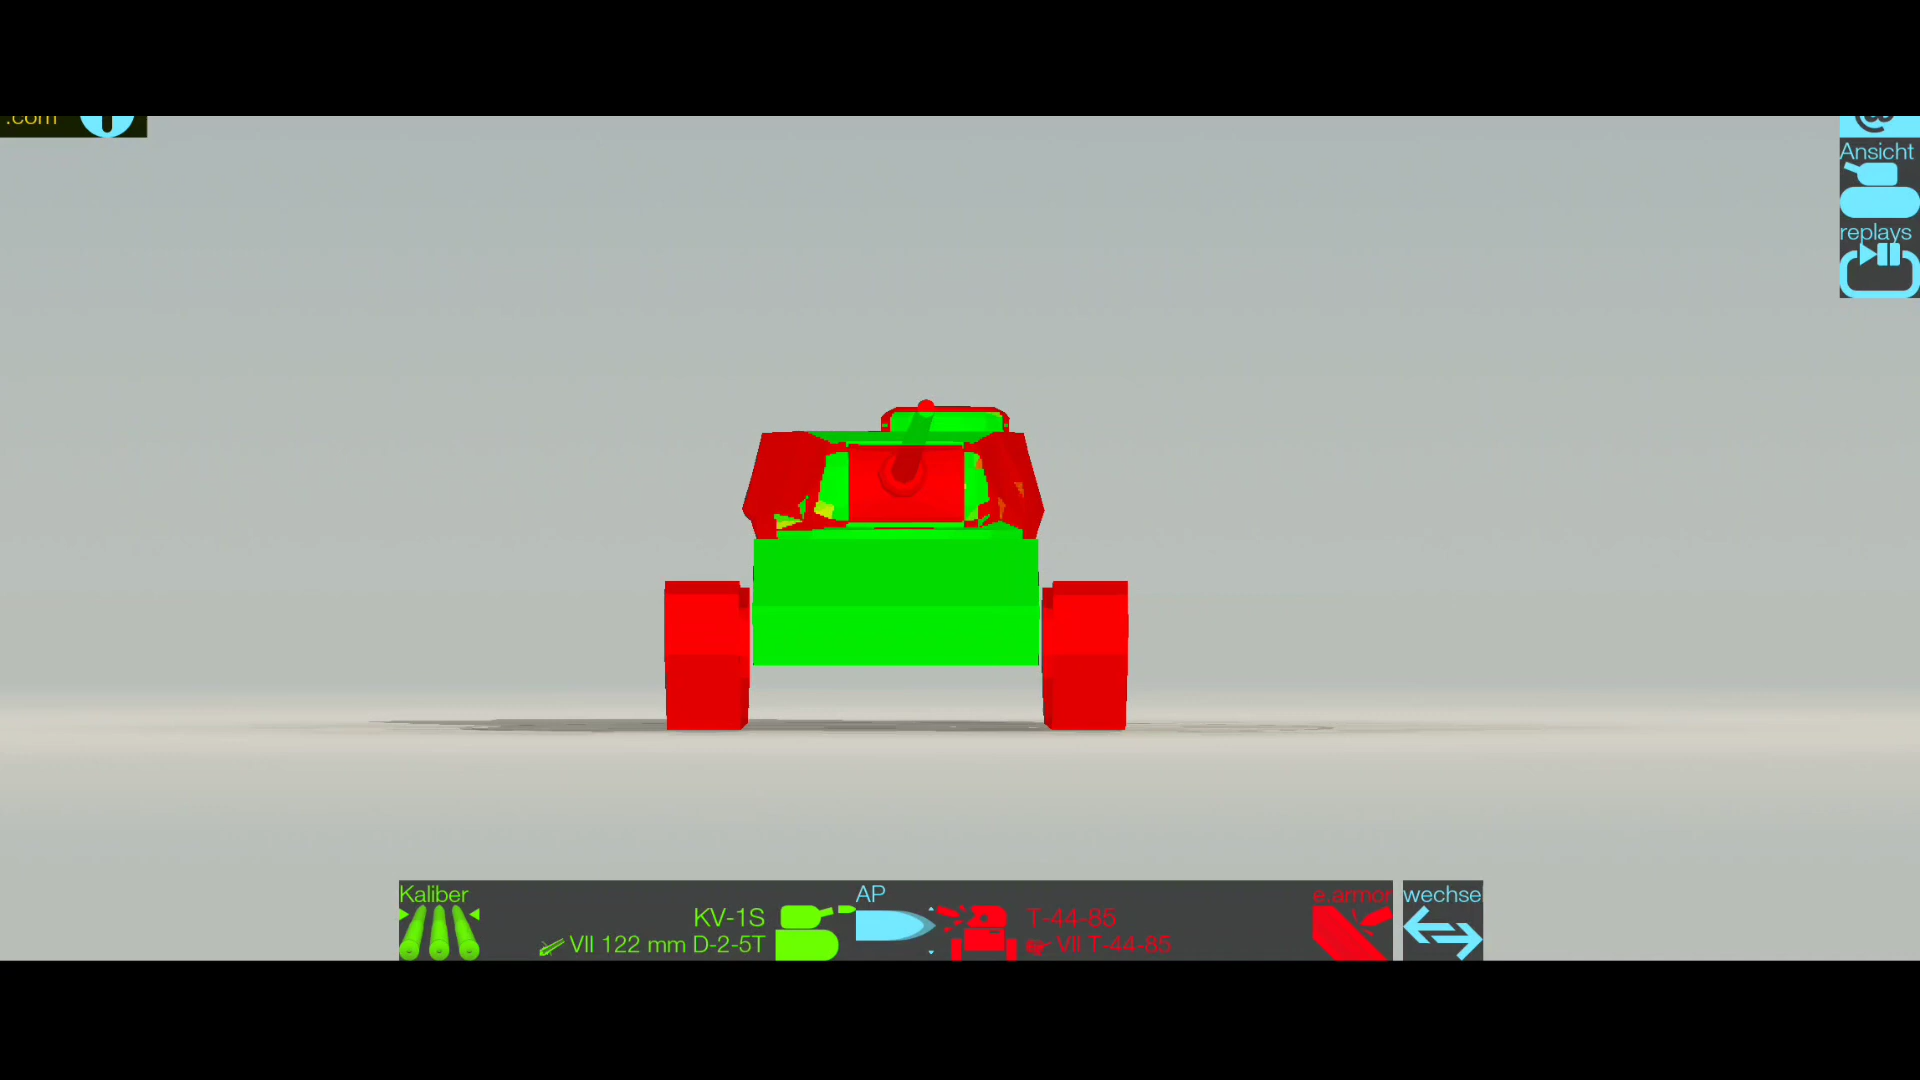 .com
@
Ansicht
replays
Kaliber
KV-1S
VII 122 mm D-2-5T
AP
T-44-85
VII T-44-85
e.armor
wechse